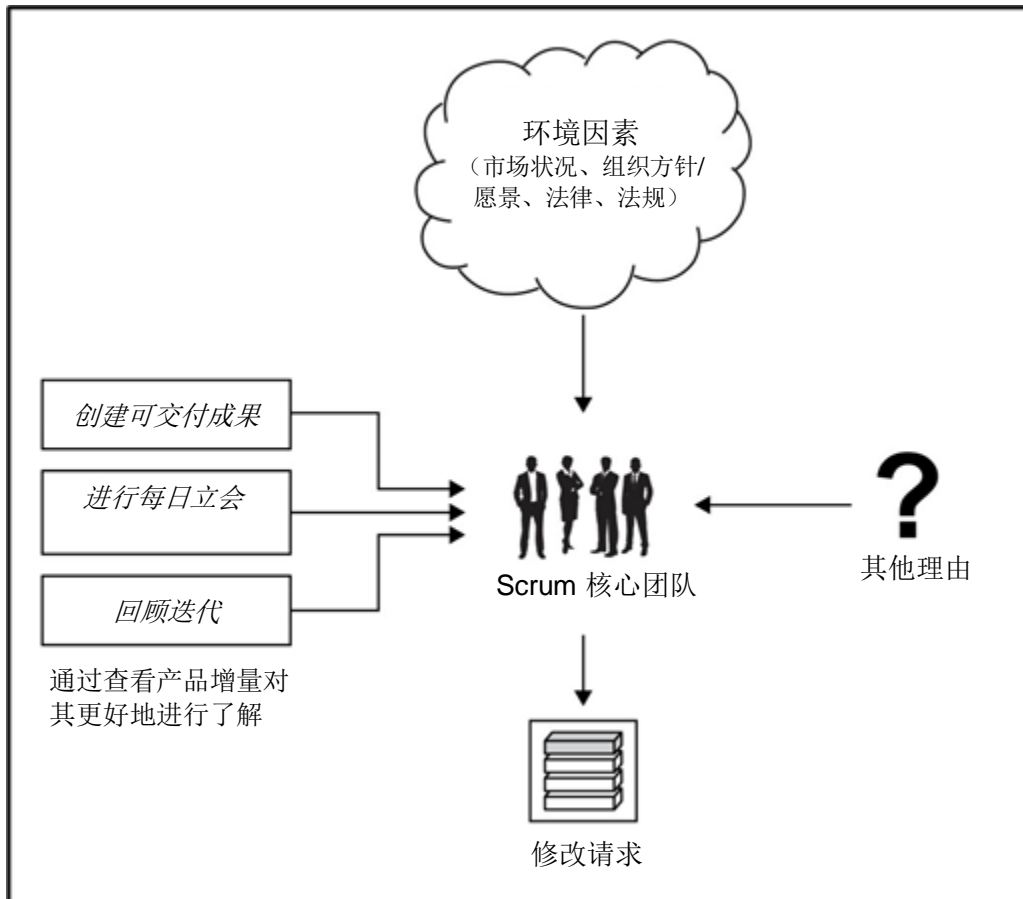 环境因素
（市场状况、组织方针/
愿景、法律、法规）
创建可交付成果
进行每日立会
回顾迭代
通过查看产品增量对
其更好地进行了解
Scrum 核心团队
?
其他理由
修改请求